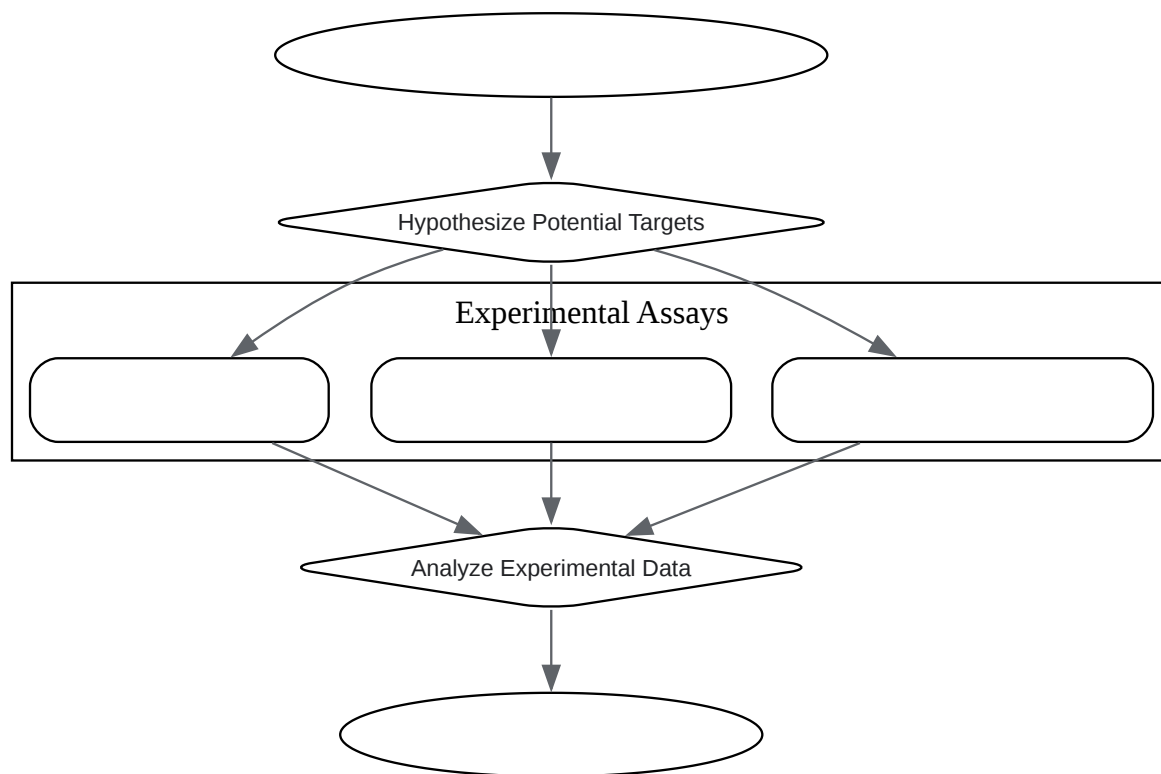 Hypothesize Potential Targets
Experimental Assays
Analyze Experimental Data